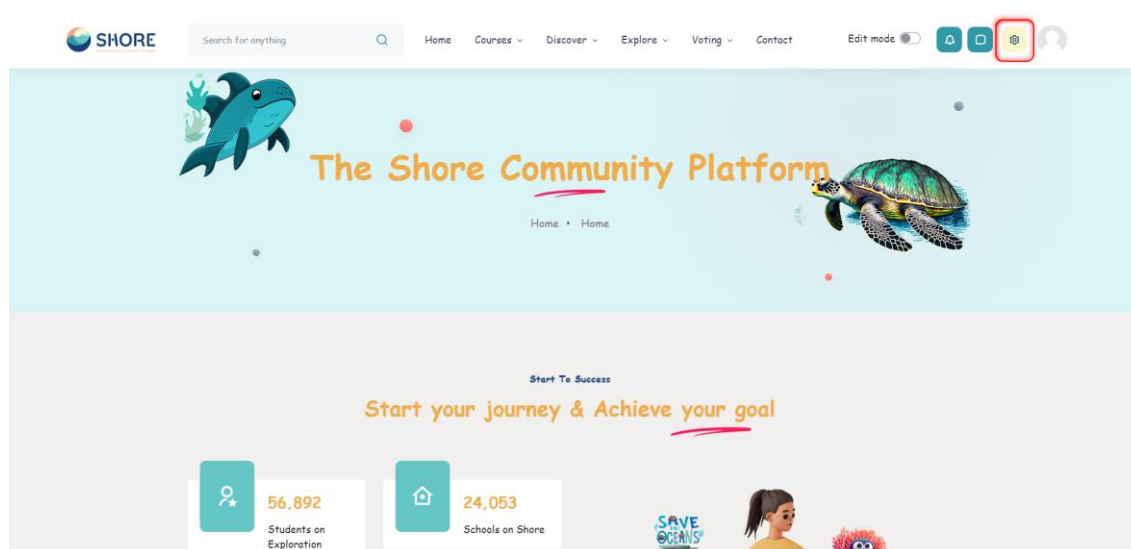 SHORE
Search for anything
Home Courses Discover Explore Voting Contact
Edit mode
The Shore Community Platform
Home • Home
Start To Success
Start your journey & Achieve your goal
56,892
Students on
Exploration
24,053
Schools on Shore
SAVE
THE
OCEANS